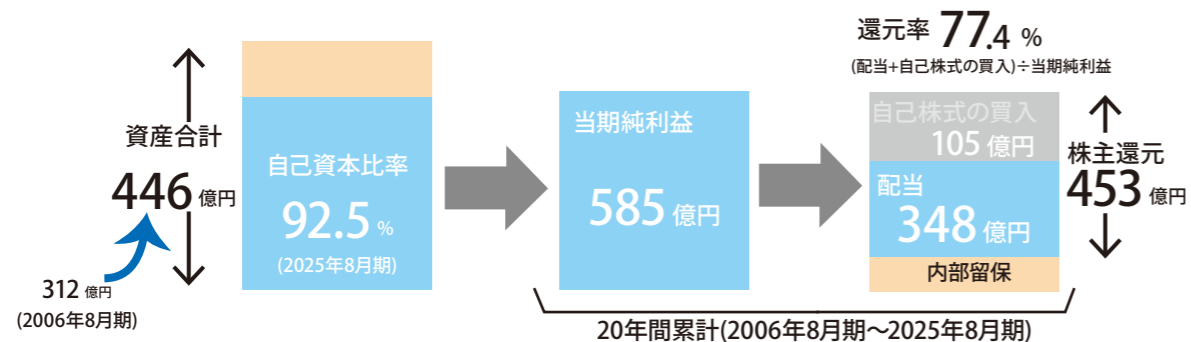 資産合計
446 億円
312 億円
(2006年8月期)
自己資本比率
92.5 %
(2025年8月期)
当期純利益
585 億円
還元率 77.4 %
(配当+自己株式の買入)÷当期純利益
自己株式の買入
105 億円
配当
348 億円
内部留保
株主還元
453 億円
20年間累計(2006年8月期〜2025年8月期)